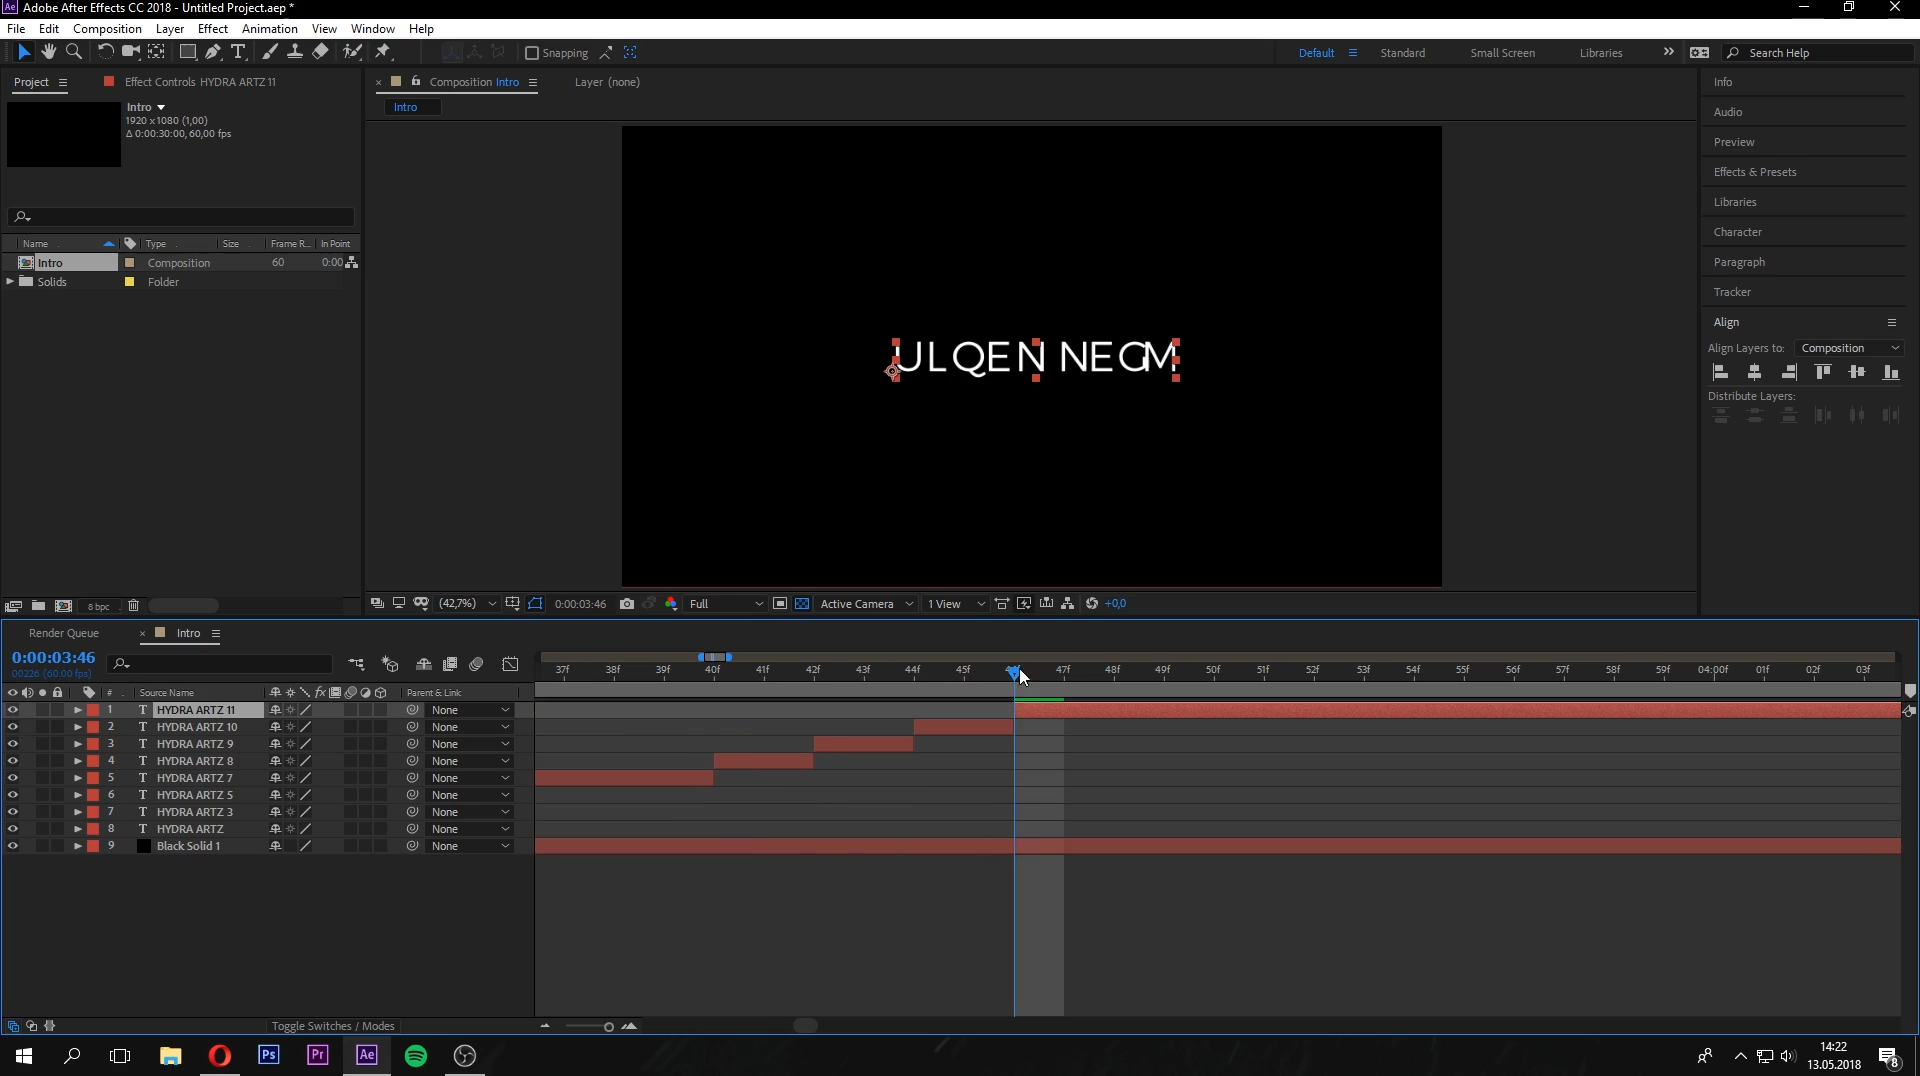 Adobe After Effects CC 2018 - Untitled Project.aep *
File Edit Composition Layer Effect Animation View Window Help
Snapping Default Standard Small Screen Libraries Search Help
Project Effect Controls HYDRA ARTZ 11
Composition Intro Layer (none)
Intro
Intro
1920 x 1080 (1,00)
Δ 0:00:30:00, 60,00 fps
Name Type Size Frame R... In Point
Intro Composition 60 0:00
Solids Folder
ULQEN NEGM
Info
Audio
Preview
Effects & Presets
Libraries
Character
Paragraph
Tracker
Align
Align Layers to: Composition
Distribute Layers:
8 bpc
(42,7%) 0:00:03:46 Full Active Camera 1 View +0,0
Render Queue Intro
0:00:03:46
00226 (60.00 fps)
37f 38f 39f 40f 41f 42f 43f 44f 45f 47f 48f 49f 50f 51f 52f 53f 54f 55f 56f 57f 58f 59f 04:00f 01f 02f 03f
# Source Name Parent & Link
1 T HYDRA ARTZ 11 None
2 T HYDRA ARTZ 10 None
3 T HYDRA ARTZ 9 None
4 T HYDRA ARTZ 8 None
5 T HYDRA ARTZ 7 None
6 T HYDRA ARTZ 5 None
7 T HYDRA ARTZ 3 None
8 T HYDRA ARTZ None
9 Black Solid 1 None
Toggle Switches / Modes
Ps Pr Ae
14:22
13.05.2018
8